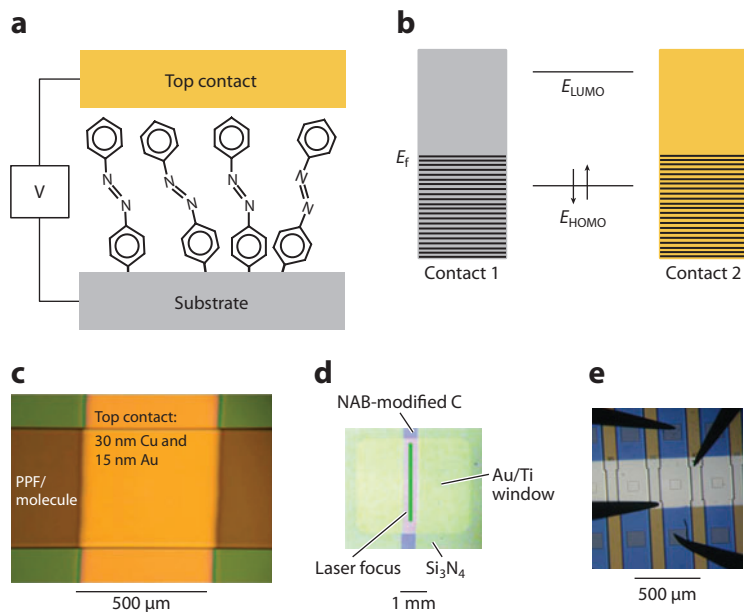 a
Top contact
V
N
N
N
N
N
N
N
N
Substrate
b
E_LUMO
E_f
E_HOMO
Contact 1
Contact 2
c
Top contact:
30 nm Cu and
15 nm Au
PPF/
molecule
500 µm
d
NAB-modified C
Au/Ti
window
Laser focus
Si₃N₄
1 mm
e
500 µm